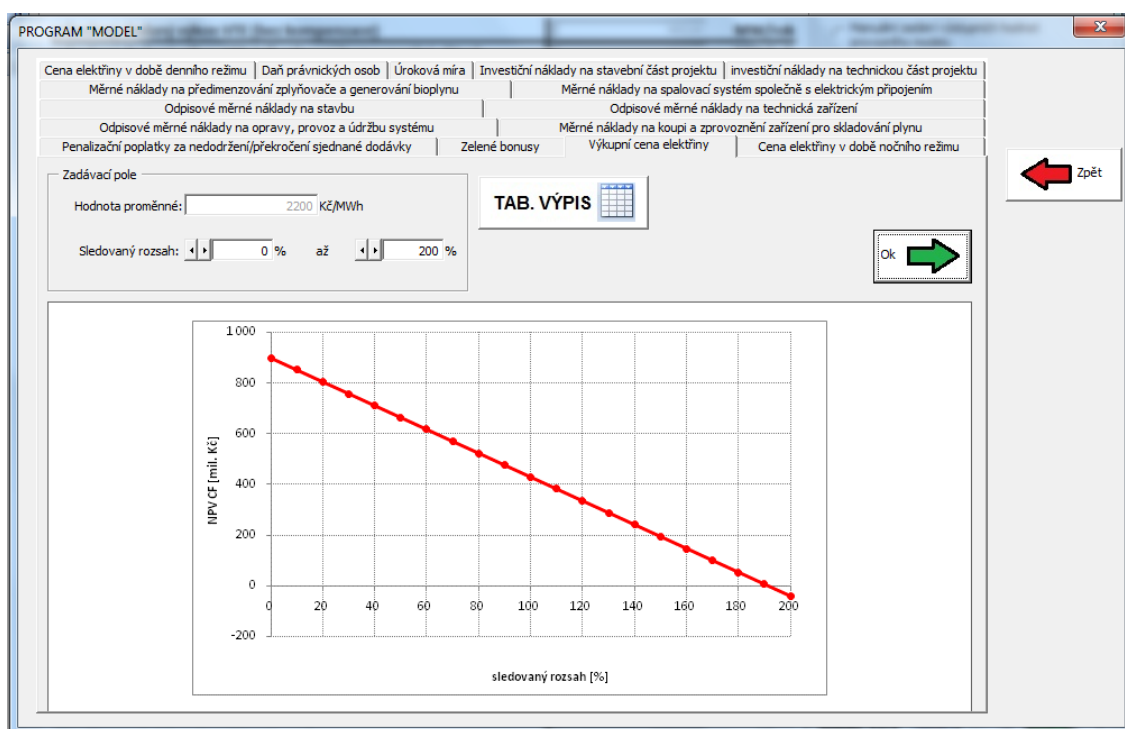 PROGRAM "MODEL"
Cena elektřiny v době denního režimu Daň právnických osob Úroková míra Investiční náklady na stavební část projektu investiční náklady na technickou část projektu
Měrné náklady na předimenzování zplyňovače a generování bioplynu Měrné náklady na spalovací systém společně s elektrickým připojením
Odpisové měrné náklady na stavbu Odpisové měrné náklady na technická zařízení
Odpisové měrné náklady na opravy, provoz a údržbu systému Měrné náklady na koupi a zprovoznění zařízení pro skladování plynu
Penalizační poplatky za nedodržení/překročení sjednané dodávky Zelené bonusy Výkupní cena elektřiny Cena elektřiny v době nočního režimu
Zpět
Zadávací pole
Hodnota proměnné: 2200 Kč/MWh
TAB. VÝPIS
Sledovaný rozsah: 0 % až 200 %
Ok
1 000
800
600
400
200
0
-200
NPV CF [mil. Kč]
0 20 40 60 80 100 120 140 160 180 200
sledovaný rozsah [%]